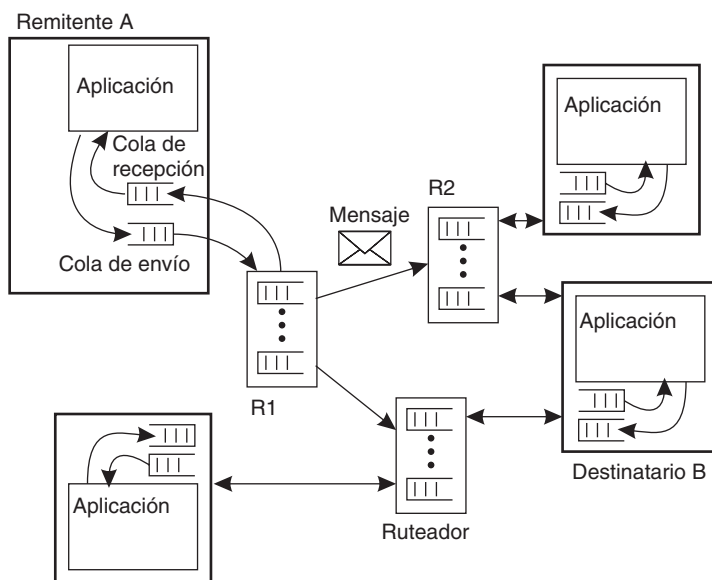 Remitente A
Aplicación
Cola de
recepción
Cola de envío
R1
Mensaje
R2
Aplicación
Aplicación
Destinatario B
Ruteador
Aplicación